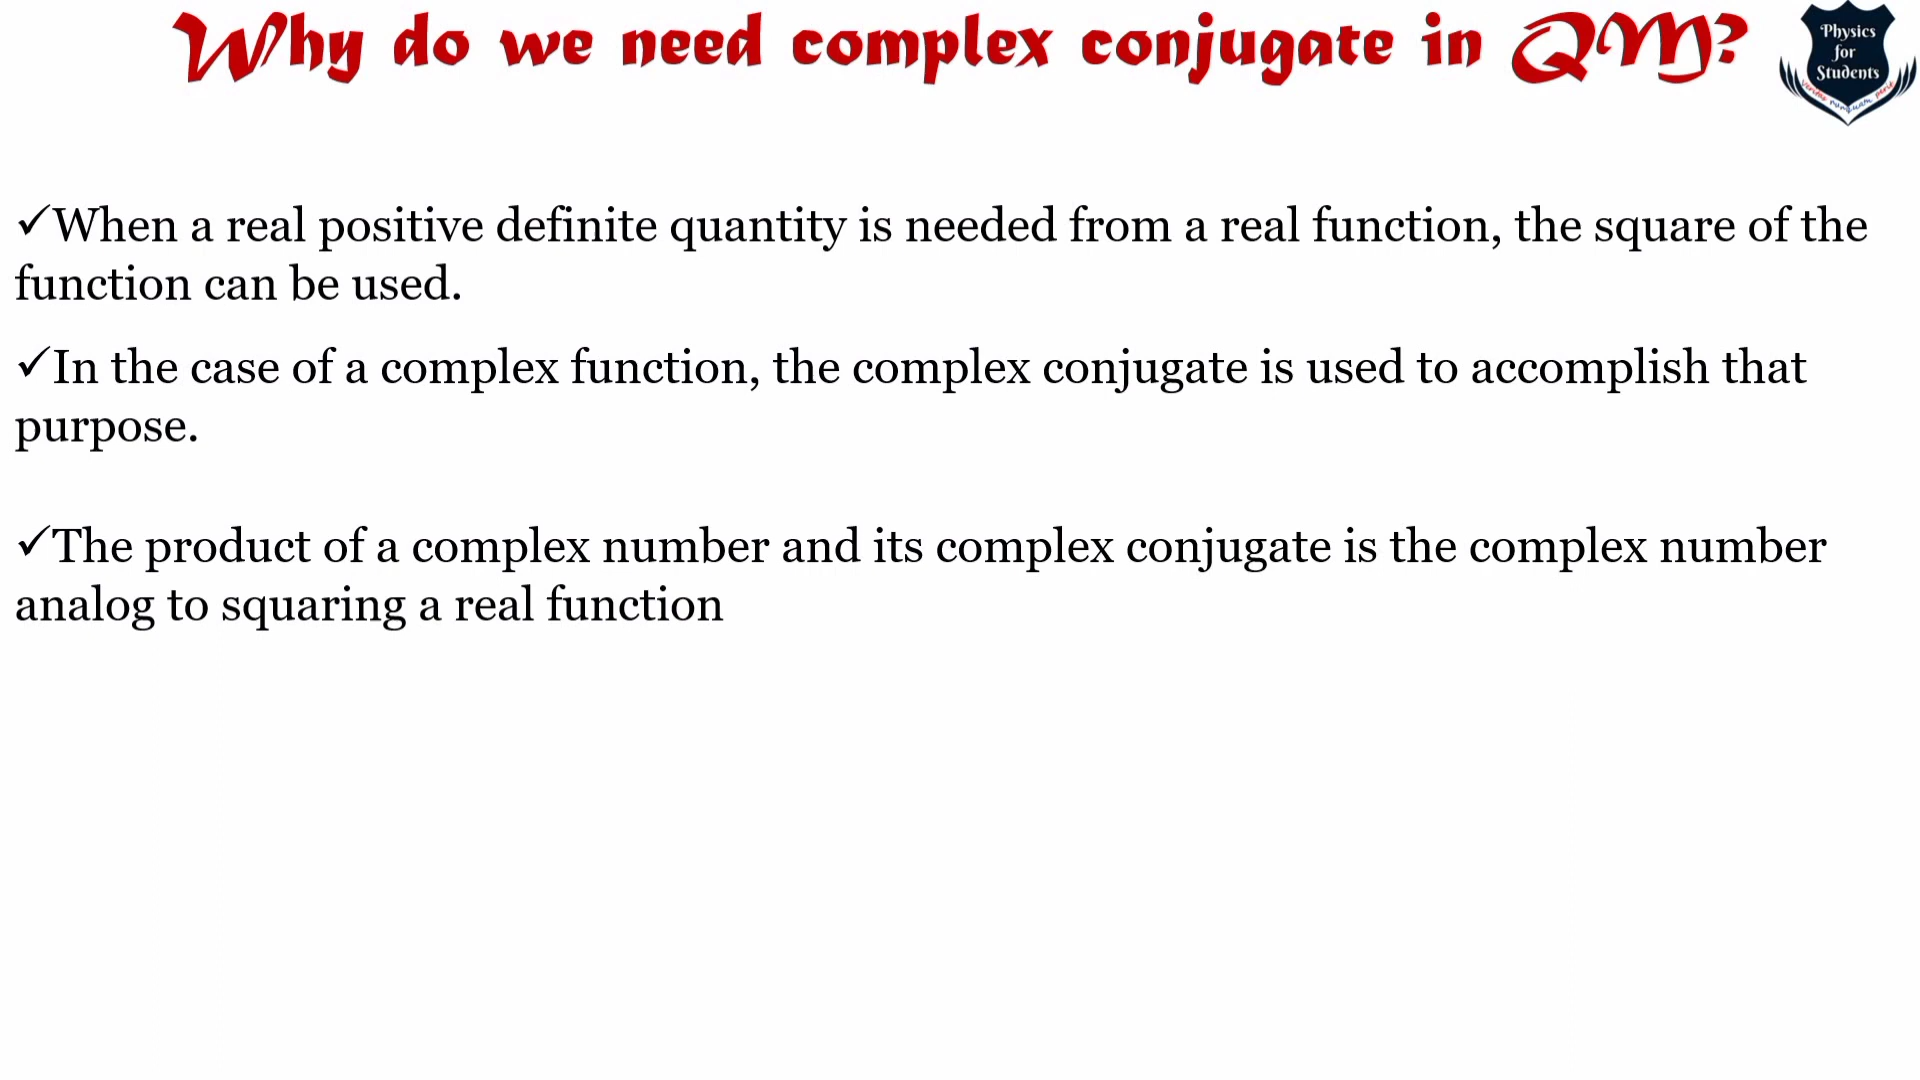 Why do we need complex conjugate in QM?
Physics
for
Students
✓When a real positive definite quantity is needed from a real function, the square of the
function can be used.
✓In the case of a complex function, the complex conjugate is used to accomplish that
purpose.
✓The product of a complex number and its complex conjugate is the complex number
analog to squaring a real function